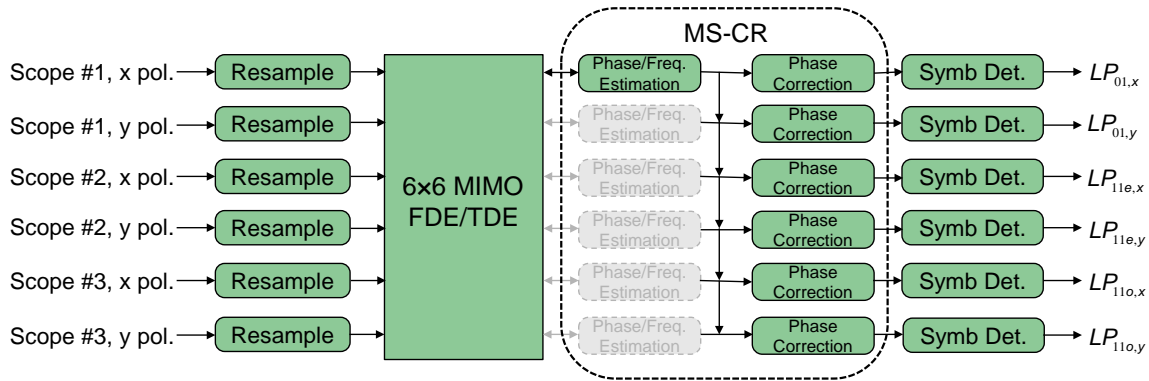 MS-CR
Scope #1, x pol.
Resample
Phase/Freq.
Estimation
Phase
Correction
Symb Det.
LP01,x
Scope #1, y pol.
Resample
Phase/Freq.
Estimation
Phase
Correction
Symb Det.
LP01,y
Scope #2, x pol.
Resample
Phase/Freq.
Estimation
Phase
Correction
Symb Det.
LP11e,x
6×6 MIMO
FDE/TDE
Scope #2, y pol.
Resample
Phase/Freq.
Estimation
Phase
Correction
Symb Det.
LP11e,y
Scope #3, x pol.
Resample
Phase/Freq.
Estimation
Phase
Correction
Symb Det.
LP11o,x
Scope #3, y pol.
Resample
Phase/Freq.
Estimation
Phase
Correction
Symb Det.
LP11o,y